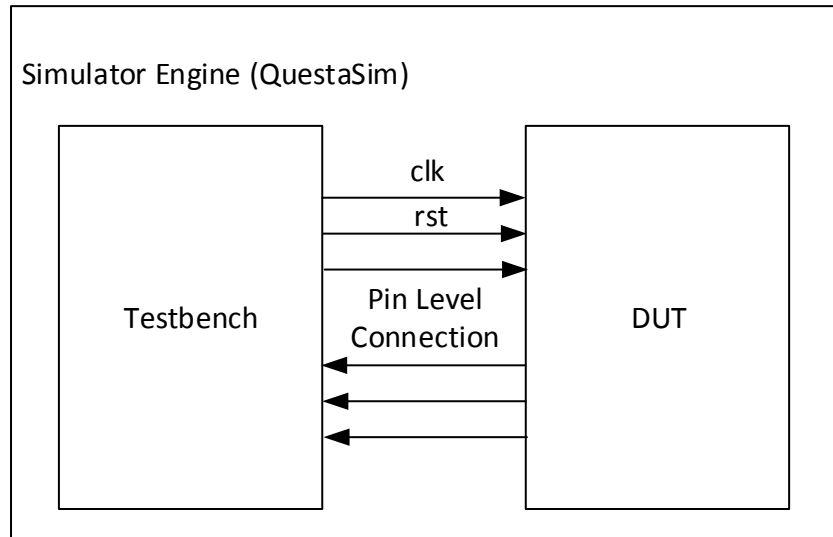 Simulator Engine (QuestaSim)
clk
rst
Testbench
Pin Level
Connection
DUT